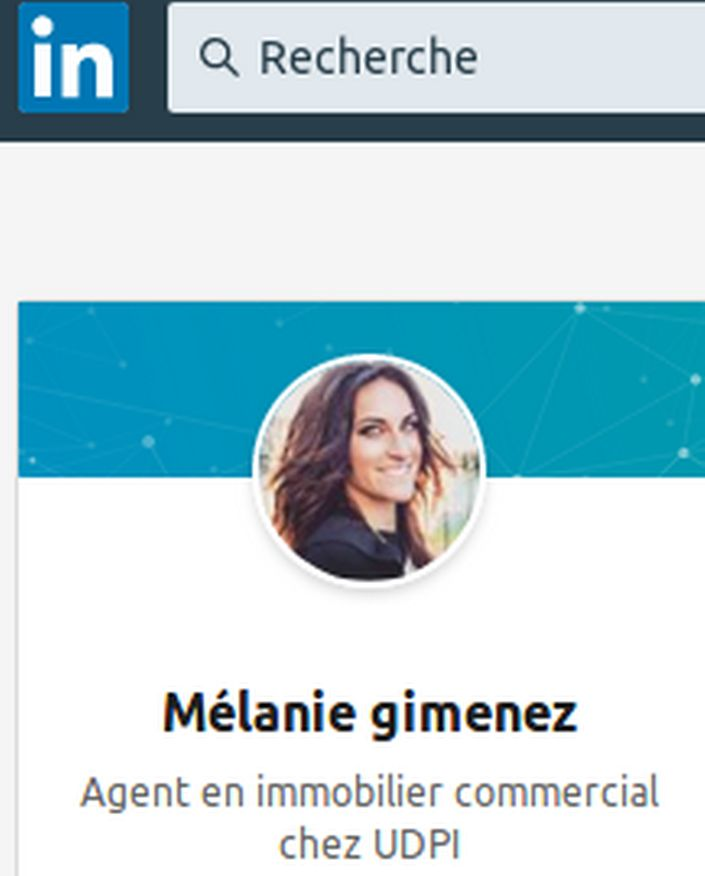 in Recherche
Mélanie gimenez
Agent en immobilier commercial
chez UDPI